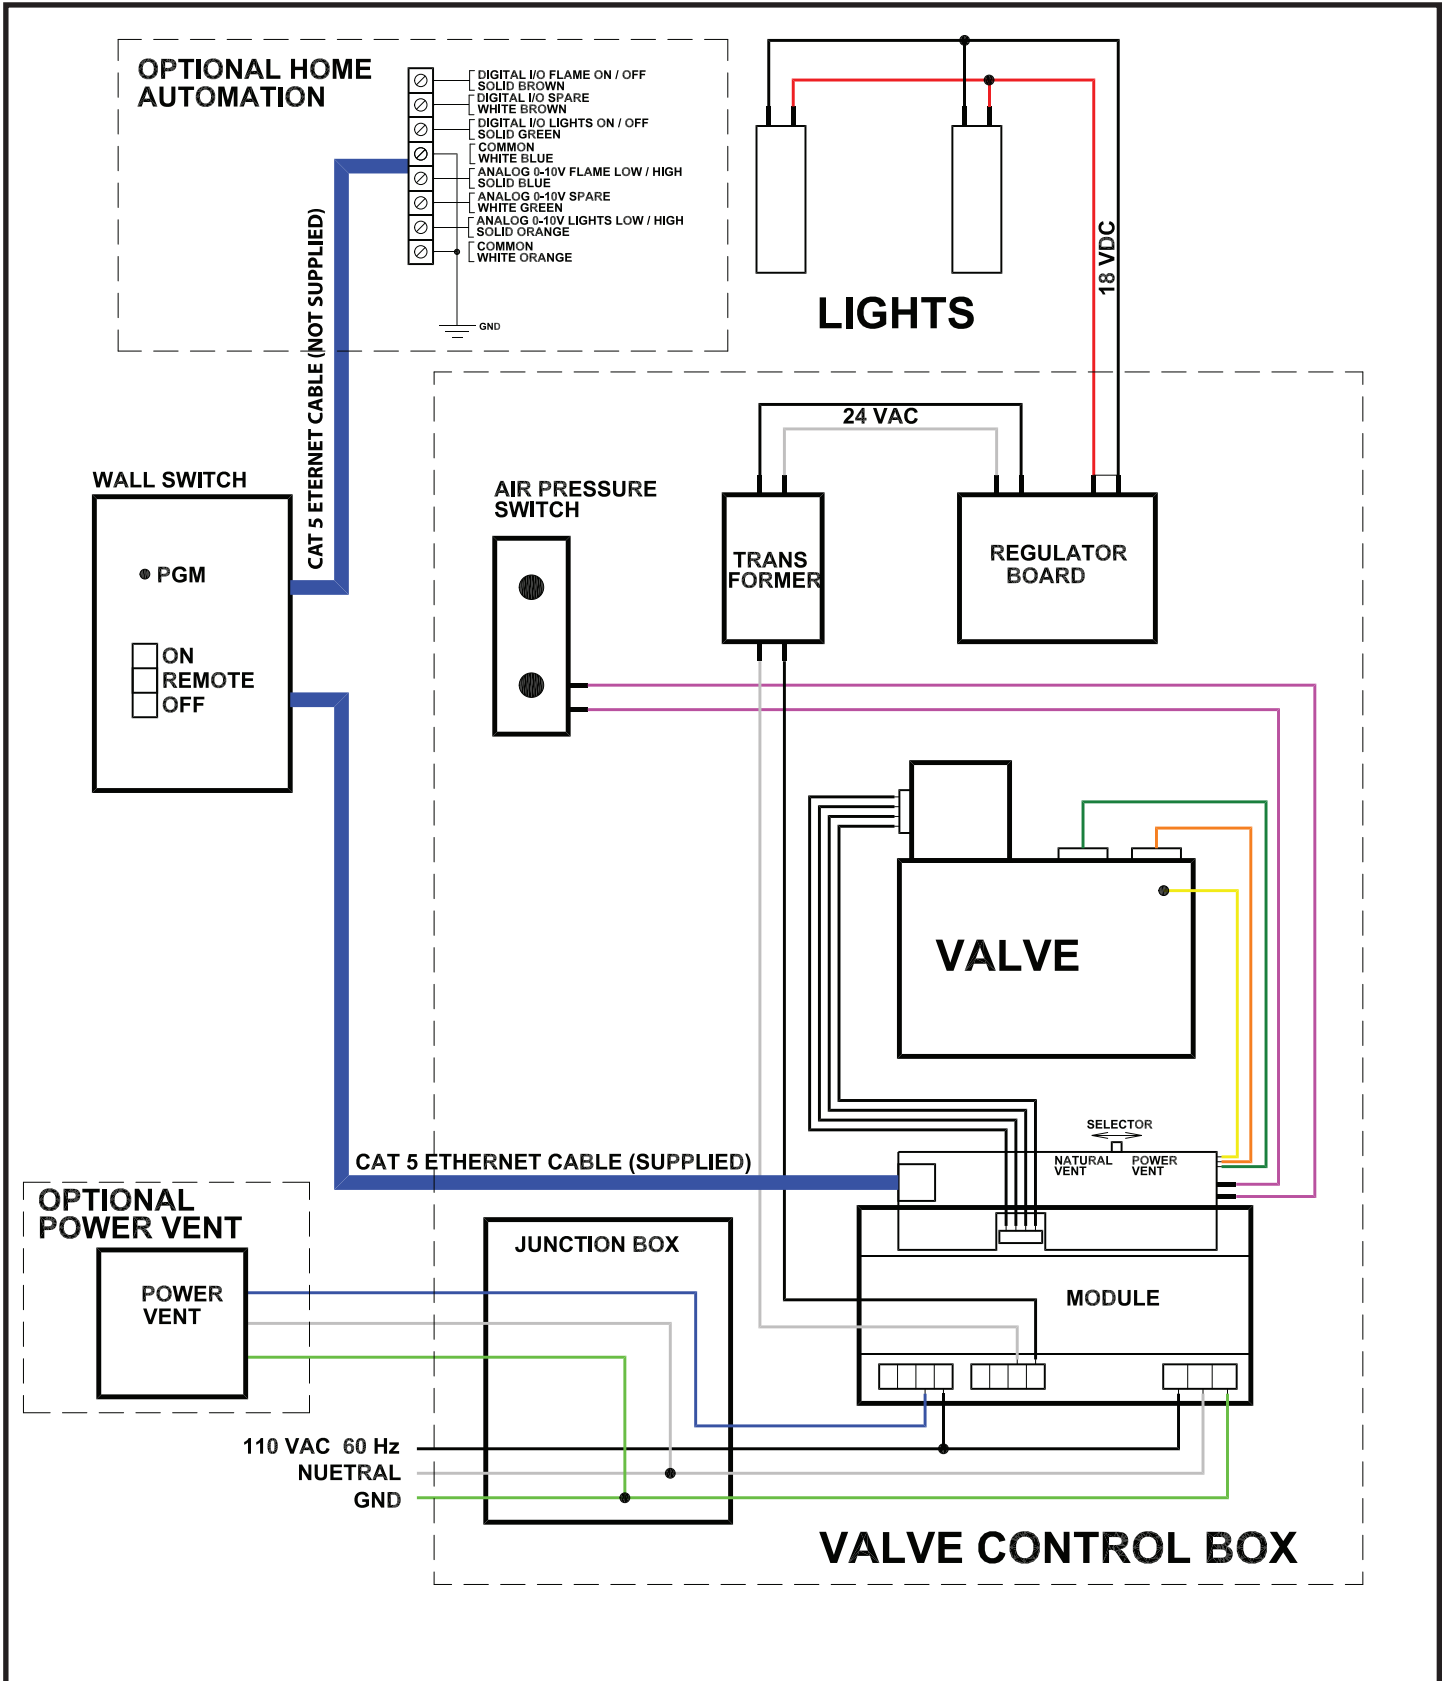 OPTIONAL HOME
AUTOMATION
DIGITAL I/O FLAME ON / OFF
SOLID BROWN
DIGITAL I/O SPARE
WHITE BROWN
DIGITAL I/O LIGHTS ON / OFF
SOLID GREEN
COMMON
WHITE BLUE
ANALOG 0-10V FLAME LOW / HIGH
SOLID BLUE
ANALOG 0-10V SPARE
WHITE GREEN
ANALOG 0-10V LIGHTS LOW / HIGH
SOLID ORANGE
COMMON
WHITE ORANGE
GND
LIGHTS
18 VDC
CAT 5 ETERNET CABLE (NOT SUPPLIED)
24 VAC
WALL SWITCH
PGM
ON
REMOTE
OFF
AIR PRESSURE
SWITCH
TRANS
FORMER
REGULATOR
BOARD
VALVE
SELECTOR
NATURAL
VENT
POWER
VENT
CAT 5 ETHERNET CABLE (SUPPLIED)
OPTIONAL
POWER VENT
POWER
VENT
JUNCTION BOX
MODULE
110 VAC 60 Hz
NUETRAL
GND
VALVE CONTROL BOX